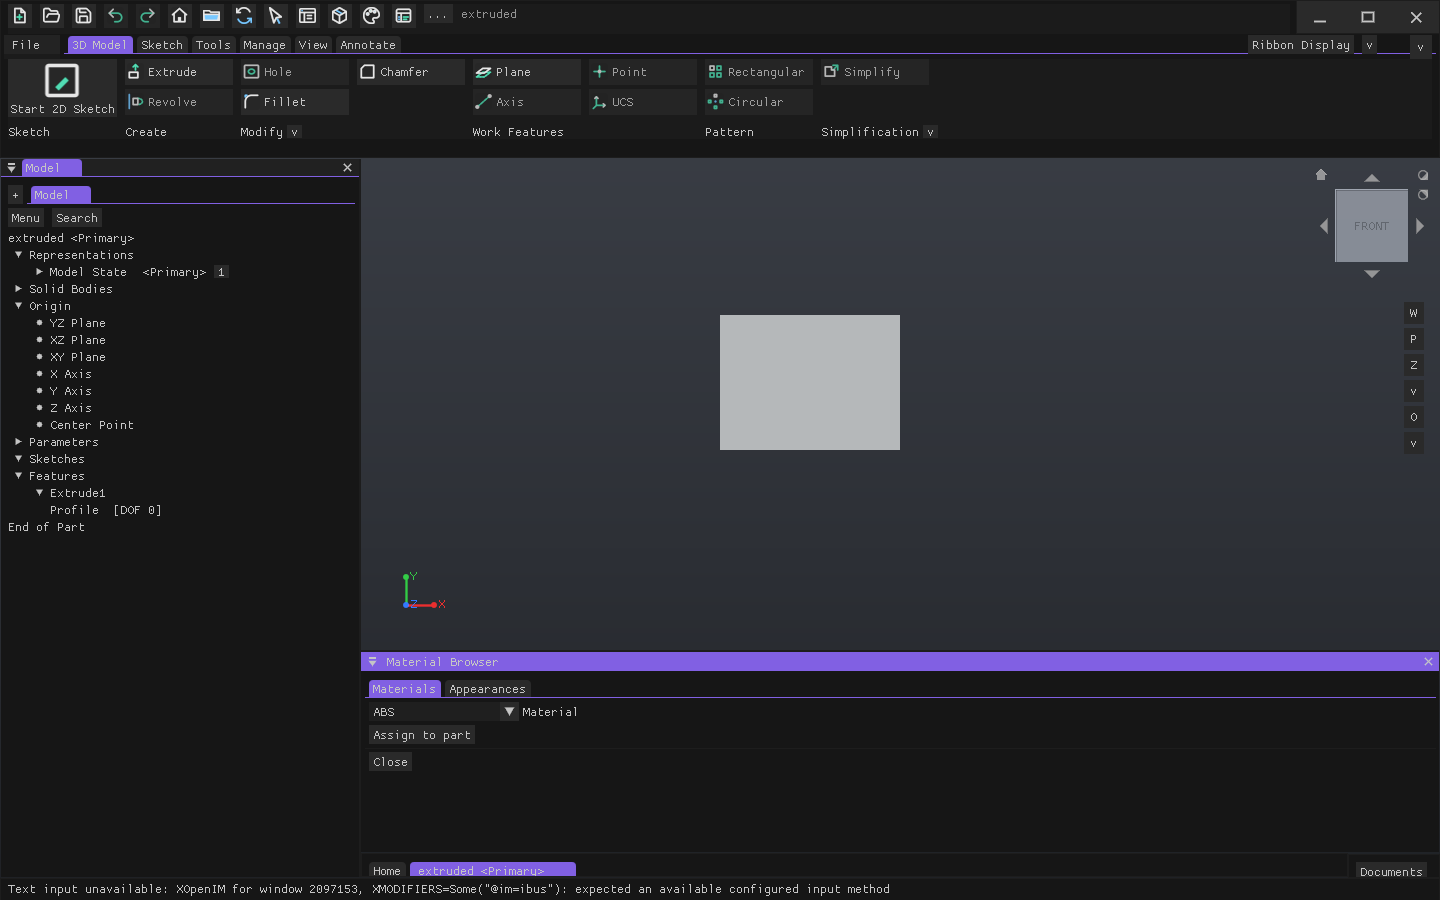 ... extruded
File 3D Model Sketch Tools Manage View Annotate Ribbon Display v v
Extrude Hole Chamfer Plane Point Rectangular Simplify
Start 2D Sketch Revolve Fillet Axis UCS Circular
Sketch Create Modify v Work Features Pattern Simplification v
Model
+ Model
Menu Search
extruded <Primary>
Representations
Model State <Primary> 1
Solid Bodies
Origin
YZ Plane
XZ Plane
XY Plane
X Axis
Y Axis
Z Axis
Center Point
Parameters
Sketches
Features
Extrude1
Profile [DOF 0]
End of Part
FRONT
W
P
Z
v
O
v
Y
Z X
Material Browser
Materials Appearances
ABS Material
Assign to part
Close
Home extruded <Primary> Documents
Text input unavailable: XOpenIM for window 2097153, XMODIFIERS=Some("@im=ibus"): expected an available configured input method